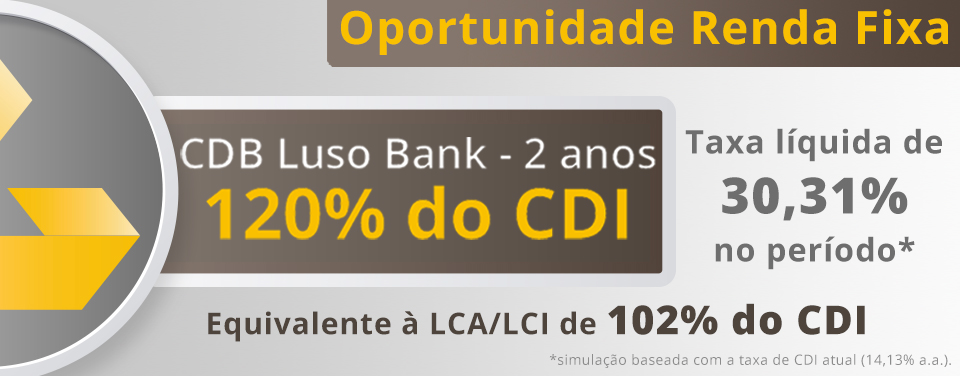 Oportunidade Renda Fixa
CDB Luso Bank - 2 anos
120% do CDI
Taxa líquida de
30,31%
no período*
Equivalente à LCA/LCI de 102% do CDI
*simulação baseada com a taxa de CDI atual (14,13% a.a.).